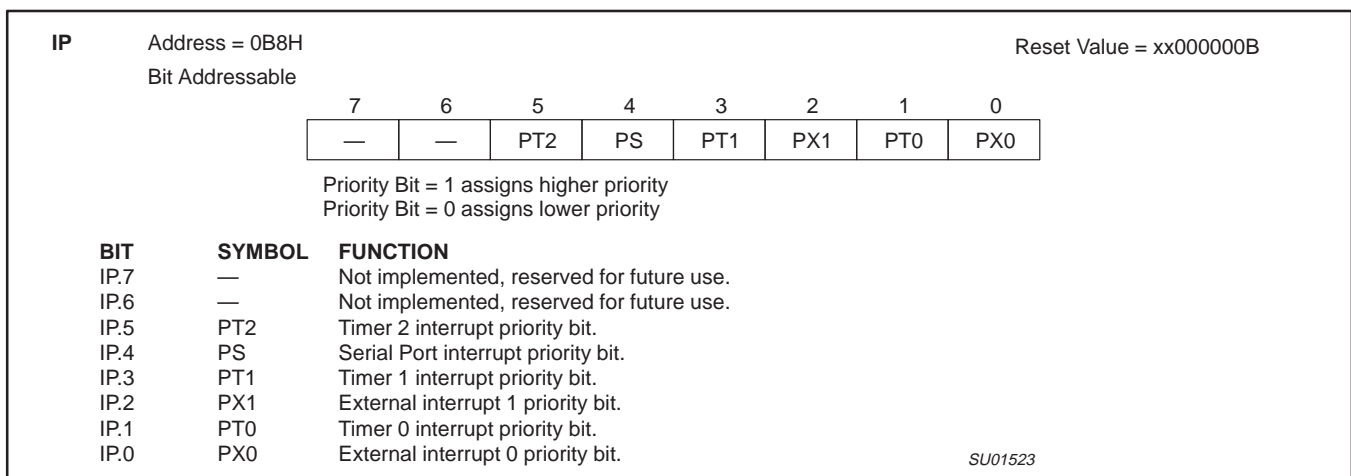 IP Address = 0B8H Reset Value = xx000000B
Bit Addressable
7 6 5 4 3 2 1 0
— — PT2 PS PT1 PX1 PT0 PX0
Priority Bit = 1 assigns higher priority
Priority Bit = 0 assigns lower priority
BIT SYMBOL FUNCTION
IP.7 — Not implemented, reserved for future use.
IP.6 — Not implemented, reserved for future use.
IP.5 PT2 Timer 2 interrupt priority bit.
IP.4 PS Serial Port interrupt priority bit.
IP.3 PT1 Timer 1 interrupt priority bit.
IP.2 PX1 External interrupt 1 priority bit.
IP.1 PT0 Timer 0 interrupt priority bit.
IP.0 PX0 External interrupt 0 priority bit.
SU01523